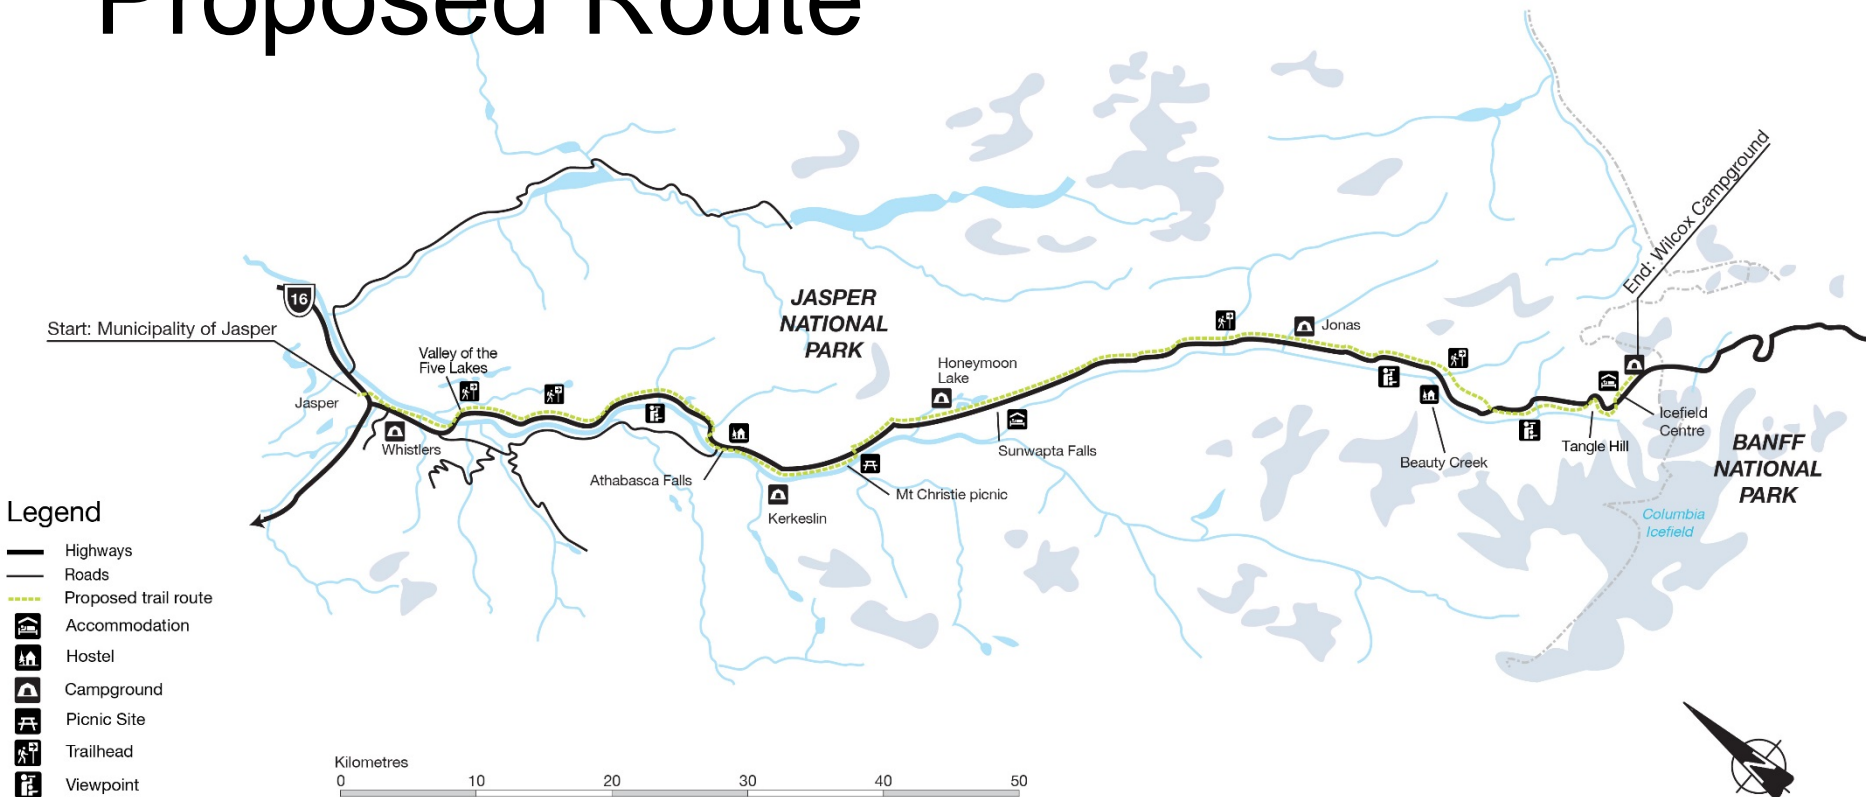 Proposed Route
End: Wilcox Campground
16
JASPER
NATIONAL
PARK
Start: Municipality of Jasper
Jonas
Valley of the
Five Lakes
Honeymoon
Lake
Jasper
Whistlers
Icefield
Centre
Tangle Hill
BANFF
NATIONAL
PARK
Sunwapta Falls
Beauty Creek
Athabasca Falls
Mt Christie picnic
Kerkeslin
Columbia
Icefield
Legend
Highways
Roads
Proposed trail route
Accommodation
Hostel
Campground
Picnic Site
Trailhead
Viewpoint
Kilometres
0 10 20 30 40 50
N